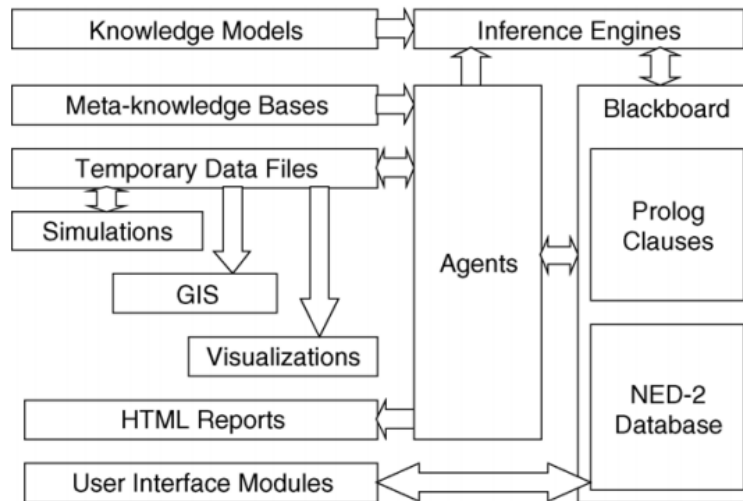 Knowledge Models
Inference Engines
Meta-knowledge Bases
Blackboard
Temporary Data Files
Prolog
Clauses
Simulations
Agents
GIS
Visualizations
NED-2
Database
HTML Reports
User Interface Modules